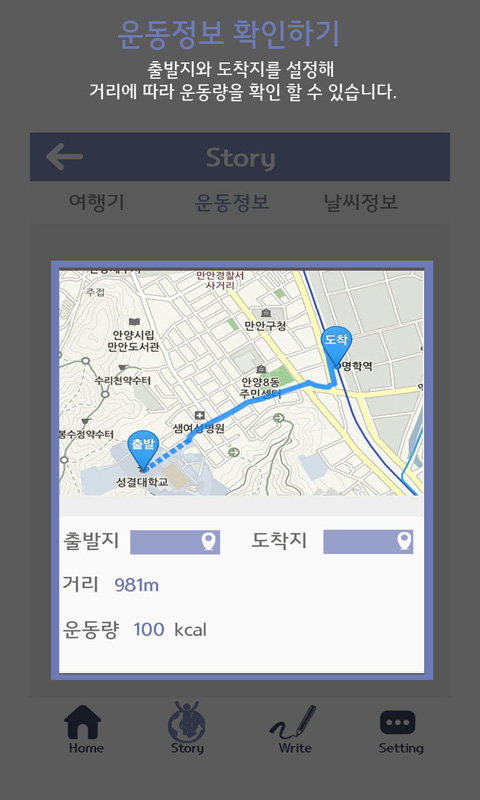 운동정보 확인하기
출발지와 도착지를 설정해
거리에 따라 운동량을 확인 할 수 있습니다.
Story
여행기 운동정보 날씨정보
만안경찰서
사거리
주접
안양시립
만안도서관
만안구청
도착
명학역
수리천약수터
안양8동
주민센터
샘여성병원
봉수정약수터
출발
성결대학교
출발지 도착지
거리 981m
운동량 100 kcal
Home Story Write Setting